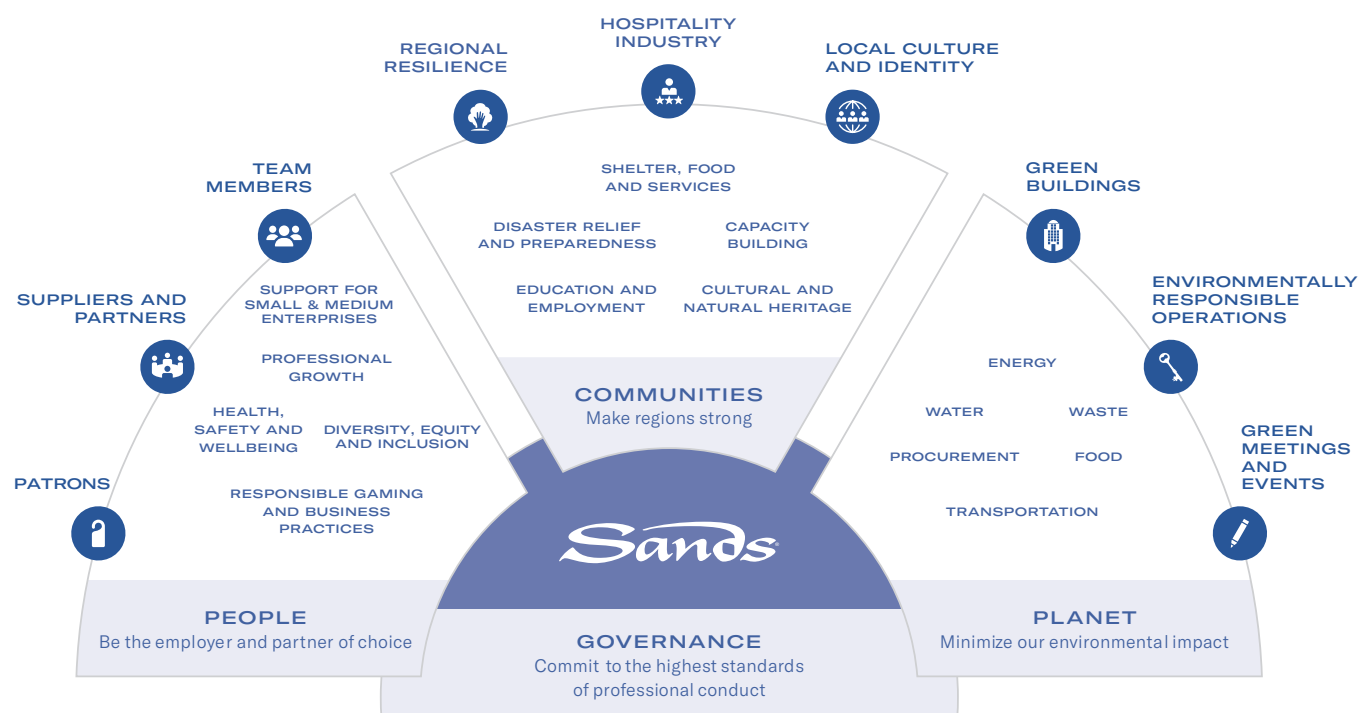 HOSPITALITY
INDUSTRY
REGIONAL
RESILIENCE
LOCAL CULTURE
AND IDENTITY
TEAM
MEMBERS
GREEN
BUILDINGS
SUPPLIERS AND
PARTNERS
ENVIRONMENTALLY
RESPONSIBLE
OPERATIONS
PATRONS
GREEN
MEETINGS
AND
EVENTS
SUPPORT FOR
SMALL & MEDIUM
ENTERPRISES
PROFESSIONAL
GROWTH
HEALTH,
SAFETY AND
WELLBEING
DIVERSITY, EQUITY
AND INCLUSION
RESPONSIBLE GAMING
AND BUSINESS
PRACTICES
PEOPLE
Be the employer and partner of choice
SHELTER, FOOD
AND SERVICES
DISASTER RELIEF
AND PREPAREDNESS
CAPACITY
BUILDING
EDUCATION AND
EMPLOYMENT
CULTURAL AND
NATURAL HERITAGE
COMMUNITIES
Make regions strong
ENERGY
WATER
WASTE
PROCUREMENT
FOOD
TRANSPORTATION
PLANET
Minimize our environmental impact
Sands
GOVERNANCE
Commit to the highest standards
of professional conduct